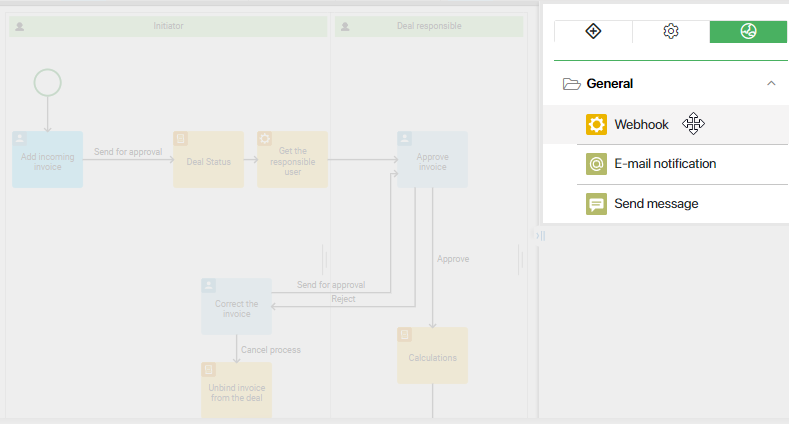 Initiator
Deal responsible
Add incoming
invoice
Send for approval
Deal Status
Get the
responsible
user
Approve
invoice
Approve
Send for approval
Reject
Correct the
invoice
Cancel process
Calculations
Unbind invoice
from the deal
General
Webhook
E-mail notification
Send message